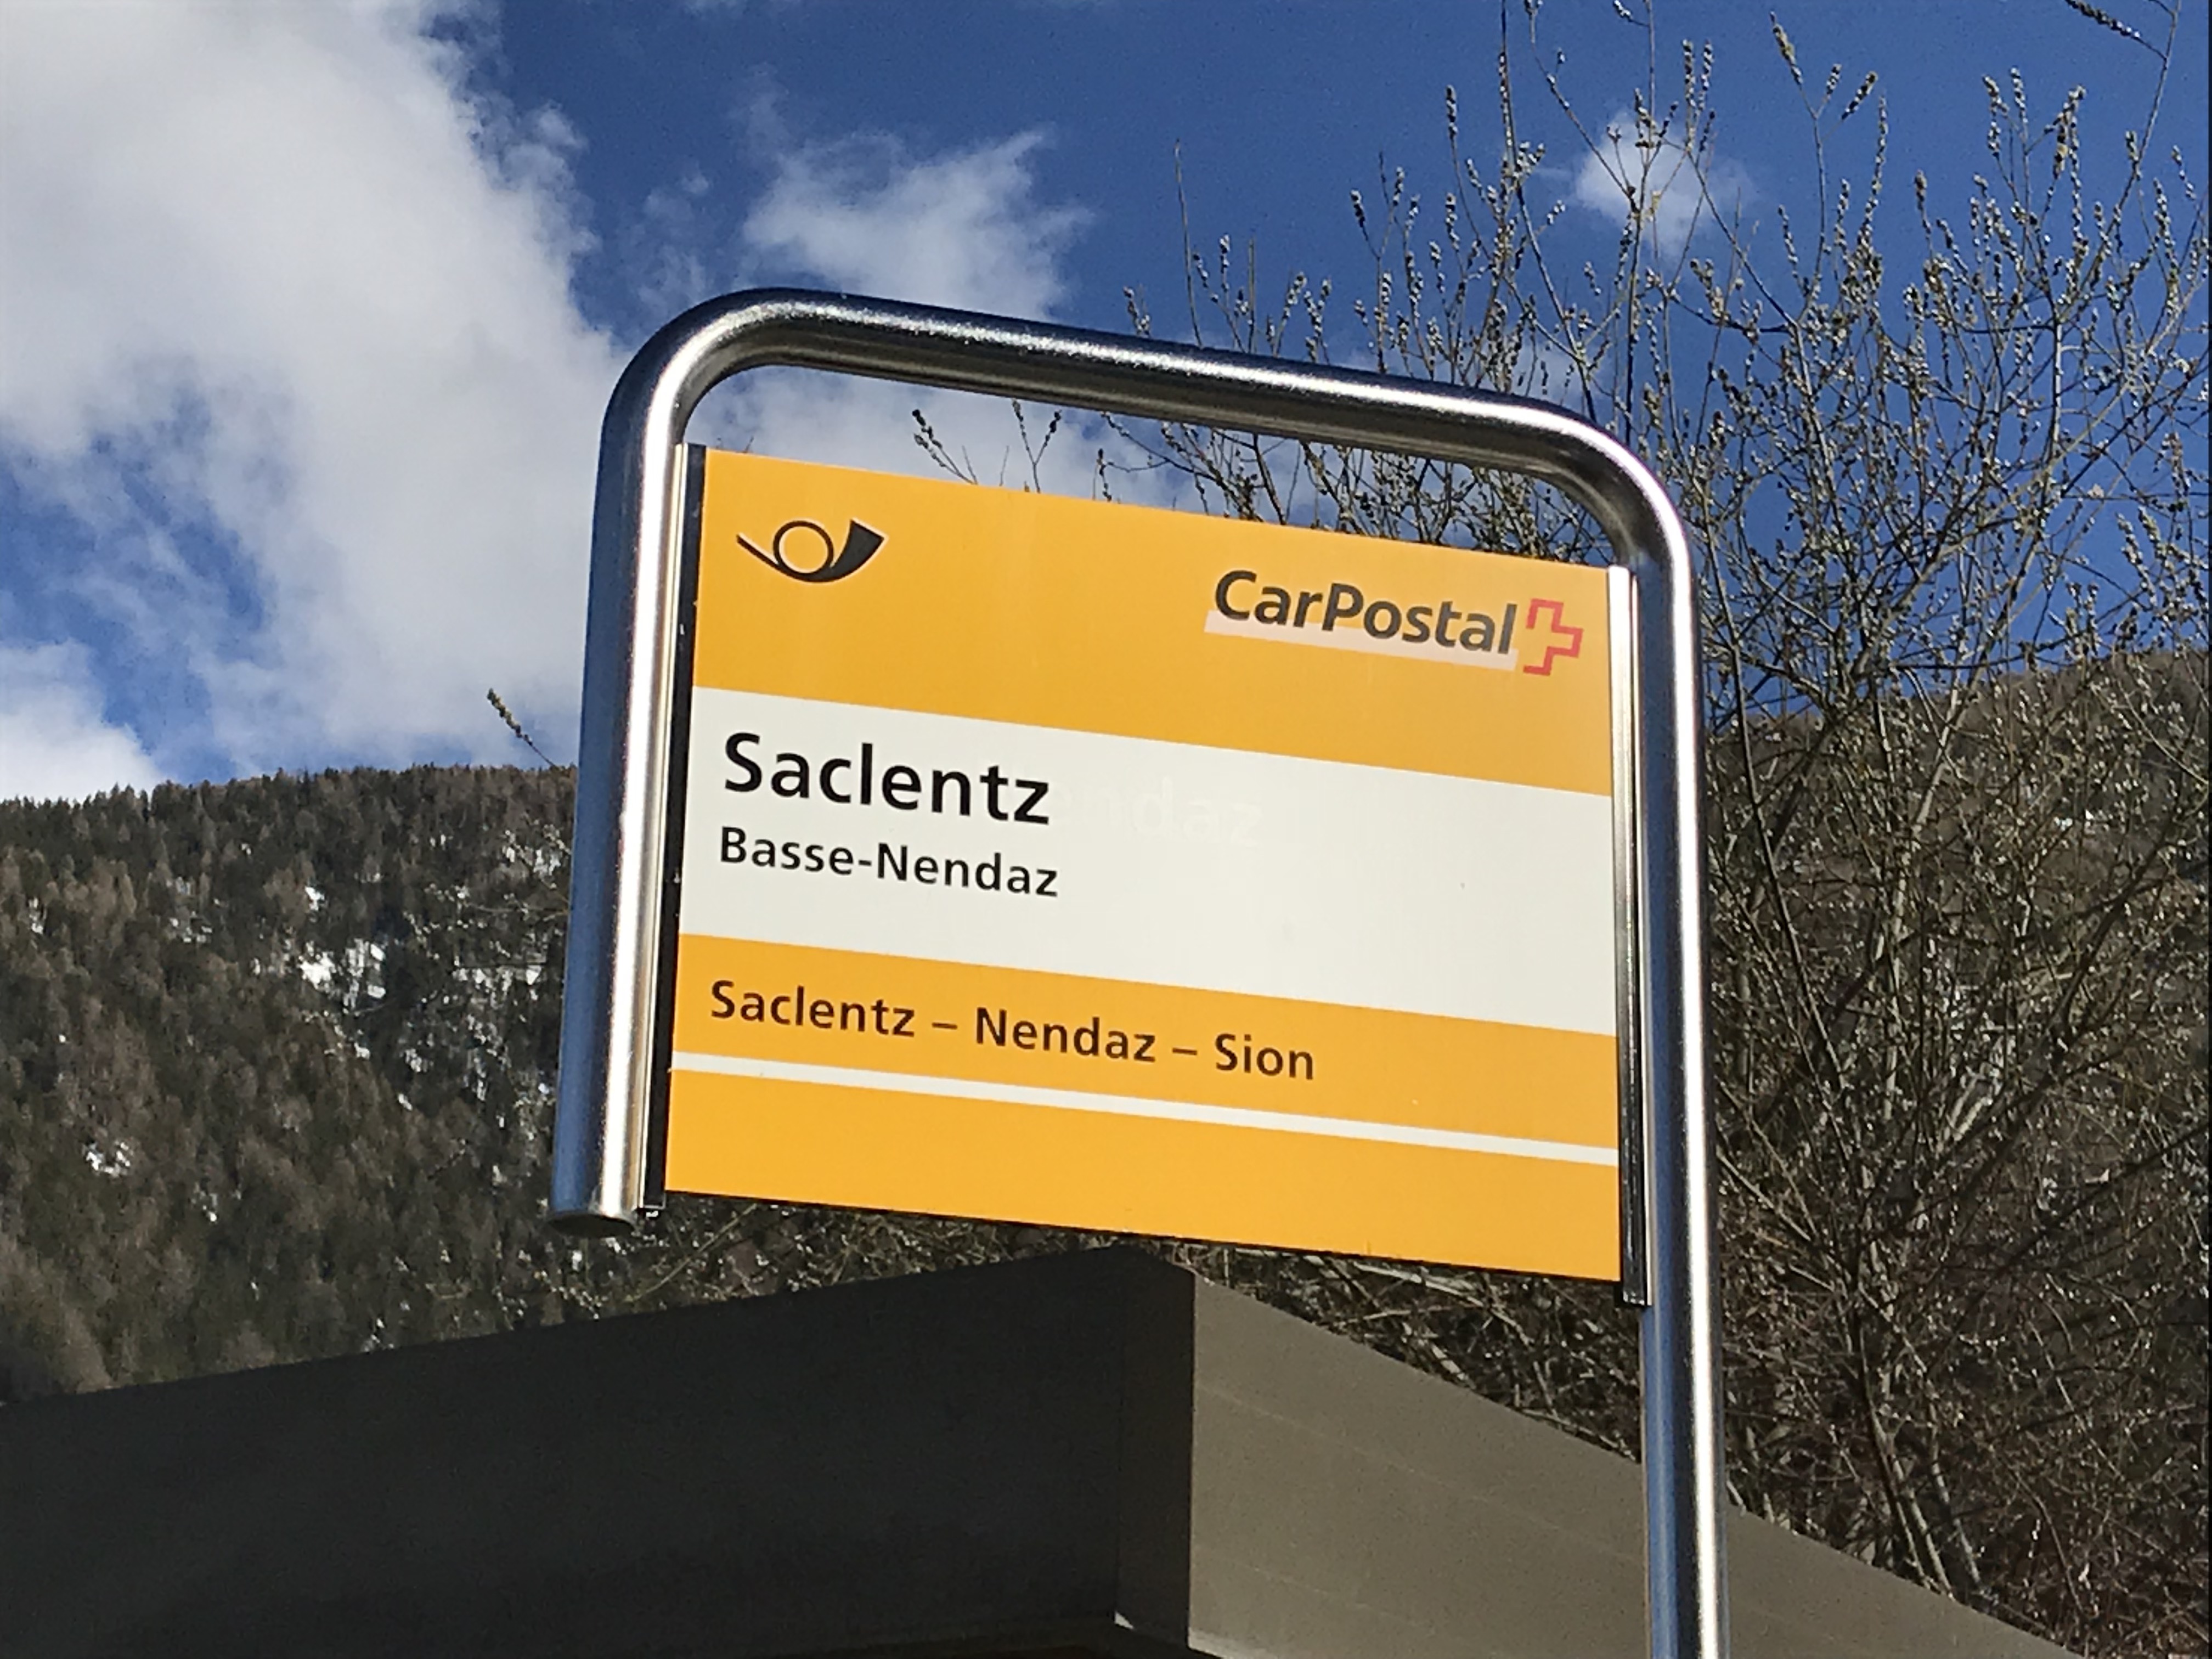 CarPostal
Saclentz
Basse-Nendaz
Saclentz – Nendaz – Sion